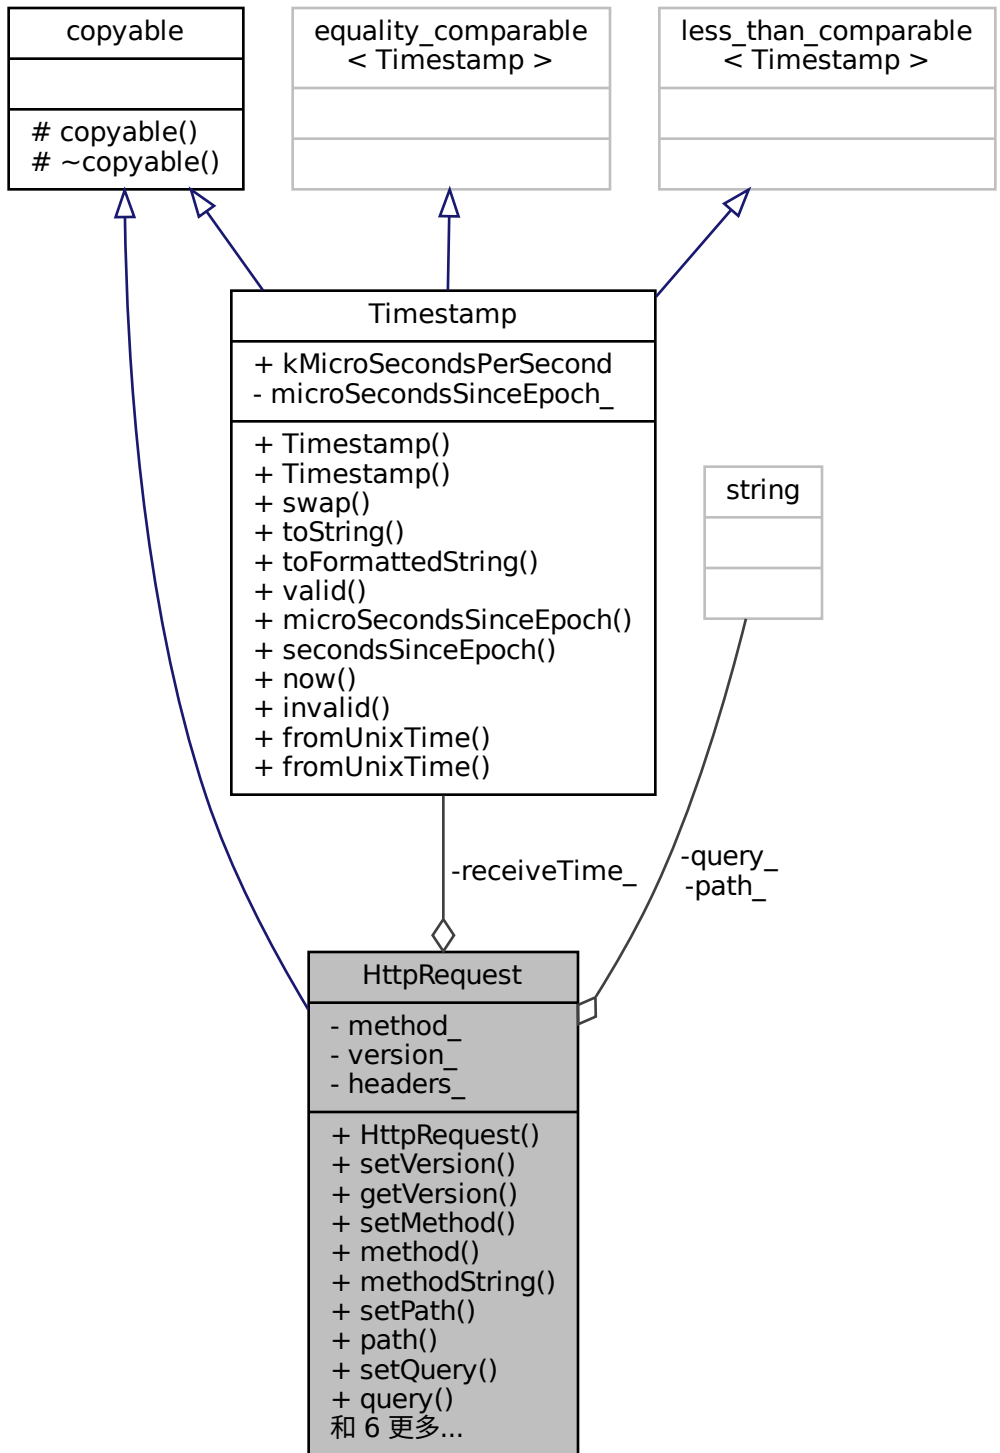 copyable
# copyable()
# ~copyable()
equality_comparable
< Timestamp >
less_than_comparable
< Timestamp >
Timestamp
+ kMicroSecondsPerSecond
- microSecondsSinceEpoch_
+ Timestamp()
+ Timestamp()
+ swap()
+ toString()
+ toFormattedString()
+ valid()
+ microSecondsSinceEpoch()
+ secondsSinceEpoch()
+ now()
+ invalid()
+ fromUnixTime()
+ fromUnixTime()
string
-receiveTime_
-query_
-path_
HttpRequest
- method_
- version_
- headers_
+ HttpRequest()
+ setVersion()
+ getVersion()
+ setMethod()
+ method()
+ methodString()
+ setPath()
+ path()
+ setQuery()
+ query()
和 6 更多...